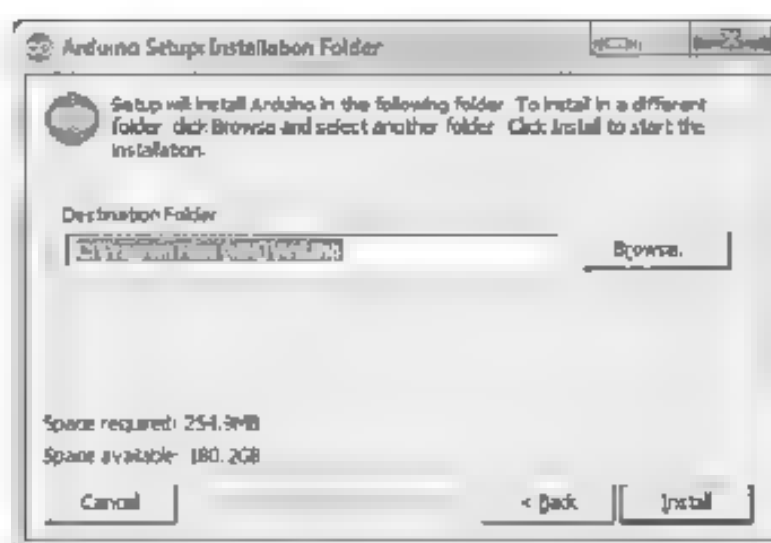 Arduino Setup: Installation Folder
Setup will install Arduino in the following folder. To install in a different
folder, click Browse and select another folder. Click Install to start the
installation.
Destination Folder
Browse...
Space required: 254.9MB
Space available: 180.2GB
Cancel
< Back
Install